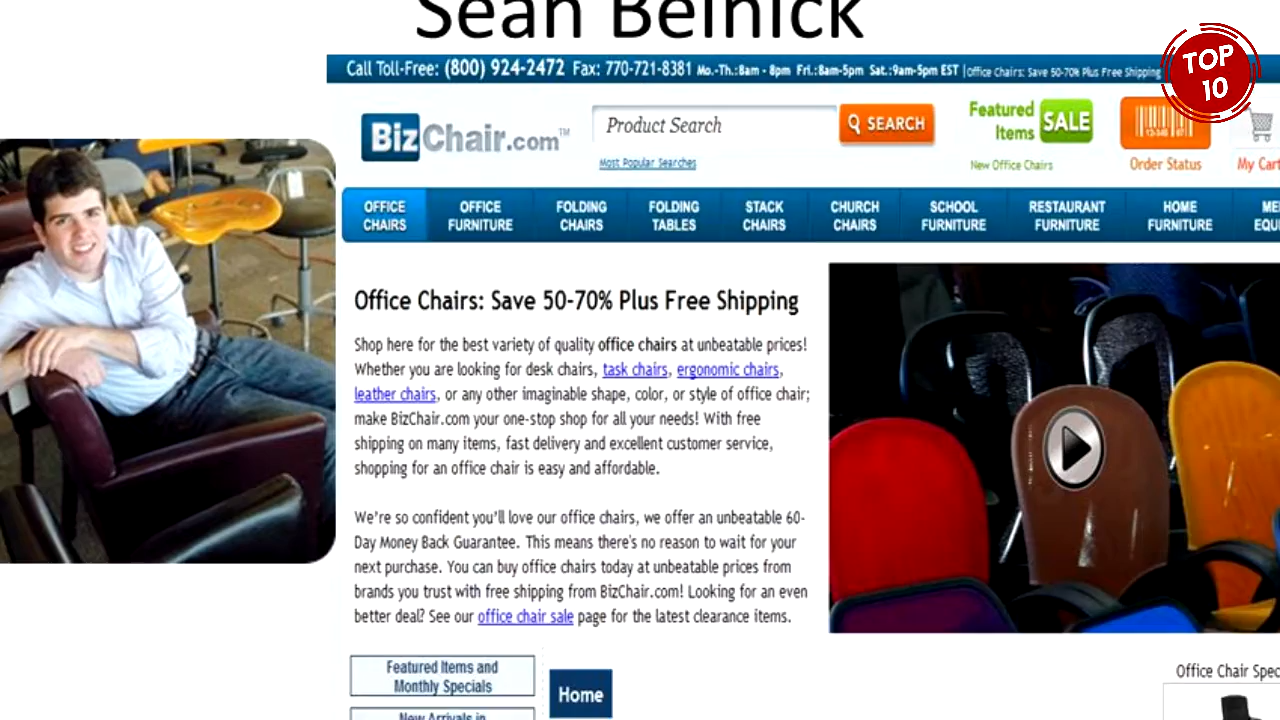 Sean Belnick
Call Toll-Free: (800) 924-2472 Fax: 770-721-8381 Mo.-Th.:8am - 8pm Fri.:8am-5pm Sat.:9am-5pm EST | Office Chairs: Save 50-70% Plus Free Shipping
TOP
10
BizChair.com™
Product Search
SEARCH
Most Popular Searches
Featured
Items
SALE
New Office Chairs
Order Status
My Cart
OFFICE
CHAIRS
OFFICE
FURNITURE
FOLDING
CHAIRS
FOLDING
TABLES
STACK
CHAIRS
CHURCH
CHAIRS
SCHOOL
FURNITURE
RESTAURANT
FURNITURE
HOME
FURNITURE
Office Chairs: Save 50-70% Plus Free Shipping
Shop here for the best variety of quality office chairs at unbeatable prices!
Whether you are looking for desk chairs, task chairs, ergonomic chairs,
leather chairs, or any other imaginable shape, color, or style of office chair;
make BizChair.com your one-stop shop for all your needs! With free
shipping on many items, fast delivery and excellent customer service,
shopping for an office chair is easy and affordable.
We're so confident you'll love our office chairs, we offer an unbeatable 60-
Day Money Back Guarantee. This means there's no reason to wait for your
next purchase. You can buy office chairs today at unbeatable prices from
brands you trust with free shipping from BizChair.com! Looking for an even
better deal? See our office chair sale page for the latest clearance items.
Featured Items and
Monthly Specials
New Arrivals in
Home
Office Chair Spec